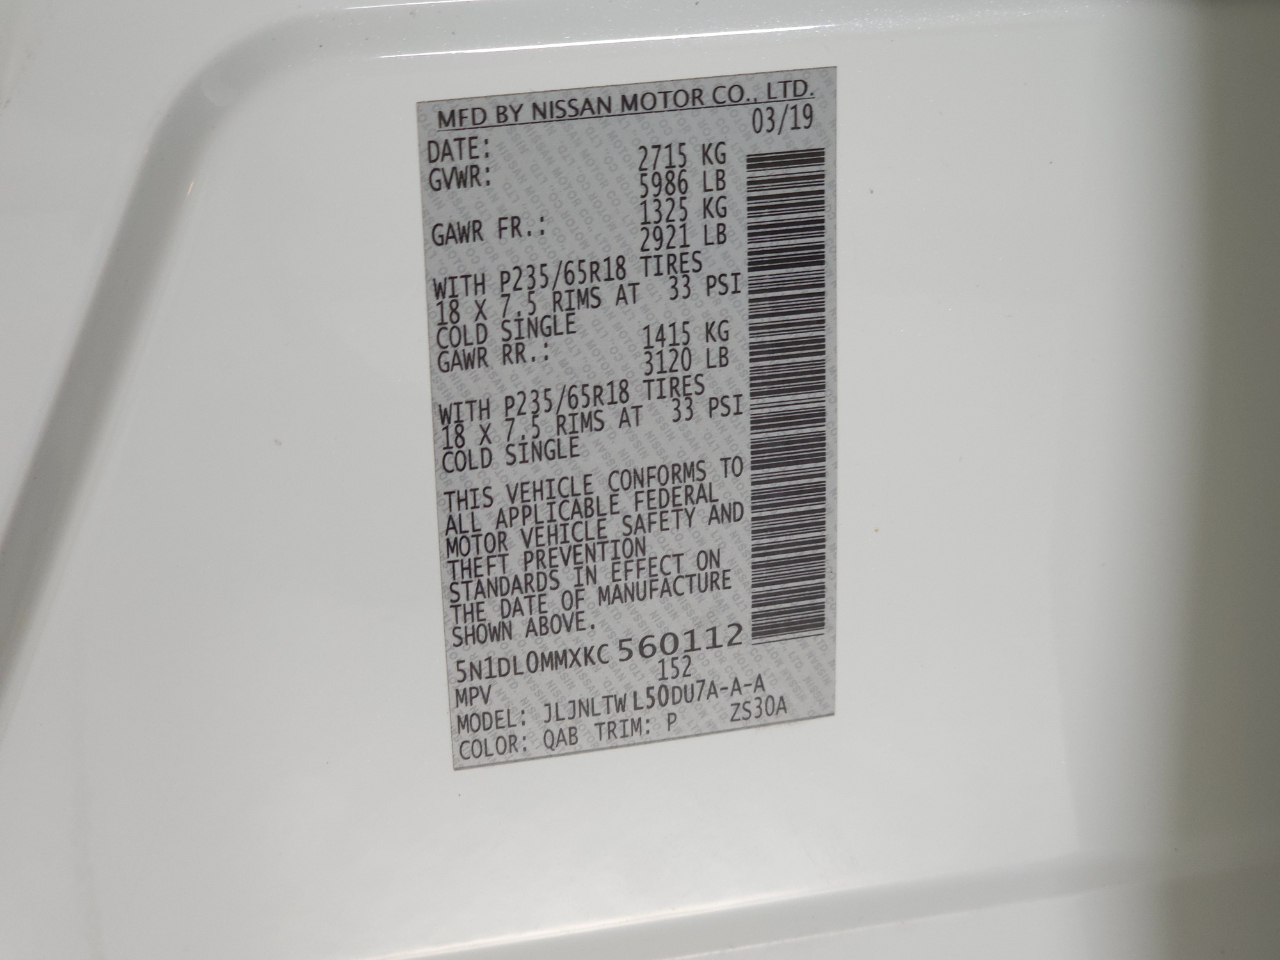 MFD BY NISSAN MOTOR CO., LTD.
DATE: 03/19
GVWR: 2715 KG
5986 LB
GAWR FR.: 1325 KG
2921 LB
WITH P235/65R18 TIRES
18 X 7.5 RIMS AT 33 PSI
COLD SINGLE
GAWR RR.: 1415 KG
3120 LB
WITH P235/65R18 TIRES
18 X 7.5 RIMS AT 33 PSI
COLD SINGLE
THIS VEHICLE CONFORMS TO
ALL APPLICABLE FEDERAL
MOTOR VEHICLE SAFETY AND
THEFT PREVENTION
STANDARDS IN EFFECT ON
THE DATE OF MANUFACTURE
SHOWN ABOVE.
5N1DL0MMXKC560112
MPV 152
MODEL: JLJNLTWL50DU7A-A-A
COLOR: QAB TRIM: P ZS30A